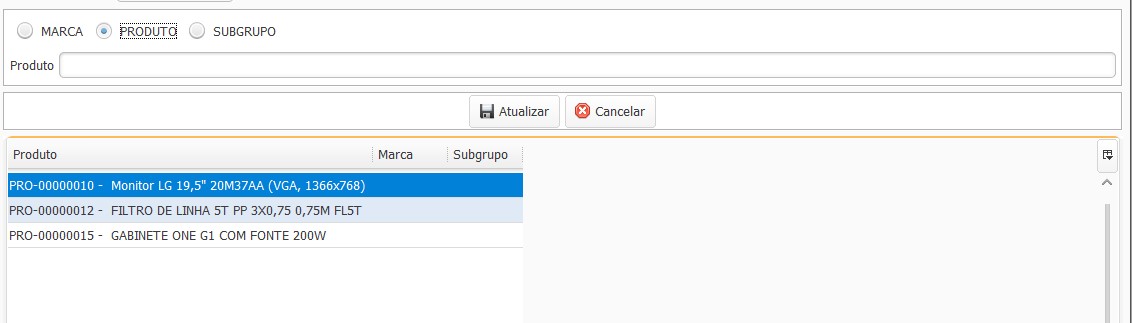 MARCA PRODUTO SUBGRUPO
Produto
Atualizar Cancelar
Produto Marca Subgrupo
PRO-00000010 - Monitor LG 19,5" 20M37AA (VGA, 1366x768)
PRO-00000012 - FILTRO DE LINHA 5T PP 3X0,75 0,75M FL5T
PRO-00000015 - GABINETE ONE G1 COM FONTE 200W